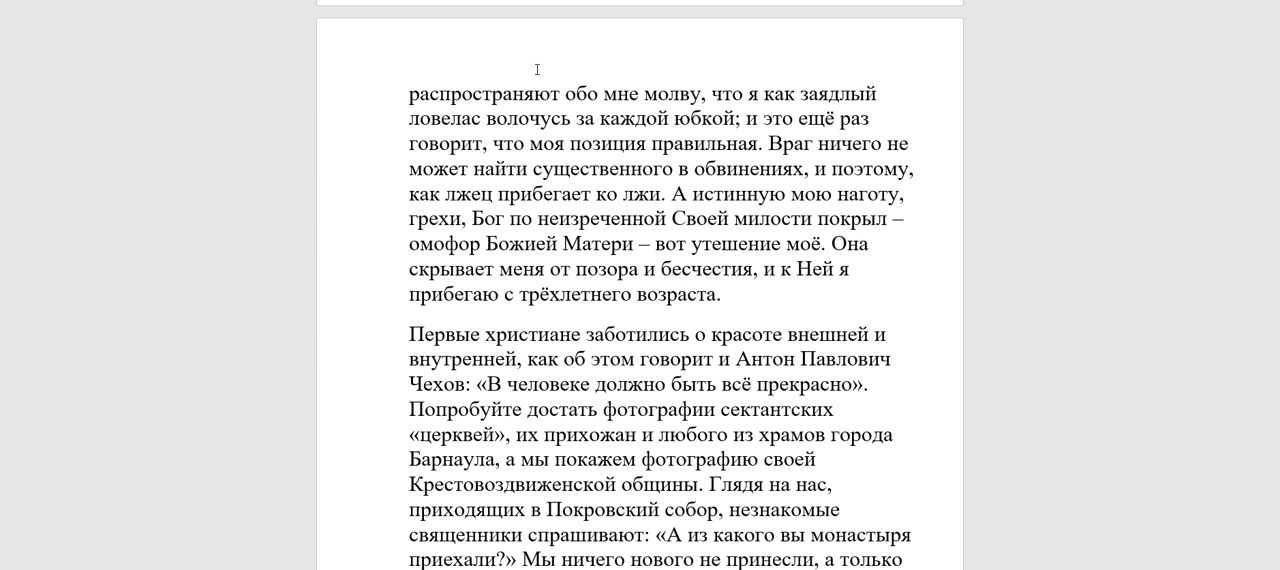 распространяют обо мне молву, что я как заядлый
ловелас волочусь за каждой юбкой; и это ещё раз
говорит, что моя позиция правильная. Враг ничего не
может найти существенного в обвинениях, и поэтому,
как лжец прибегает ко лжи. А истинную мою наготу,
грехи, Бог по неизреченной Своей милости покрыл –
омофор Божией Матери – вот утешение моё. Она
скрывает меня от позора и бесчестия, и к Ней я
прибегаю с трёхлетнего возраста.
Первые христиане заботились о красоте внешней и
внутренней, как об этом говорит и Антон Павлович
Чехов: «В человеке должно быть всё прекрасно».
Попробуйте достать фотографии сектантских
«церквей», их прихожан и любого из храмов города
Барнаула, а мы покажем фотографию своей
Крестовоздвиженской общины. Глядя на нас,
приходящих в Покровский собор, незнакомые
священники спрашивают: «А из какого вы монастыря
приехали?» Мы ничего нового не принесли, а только